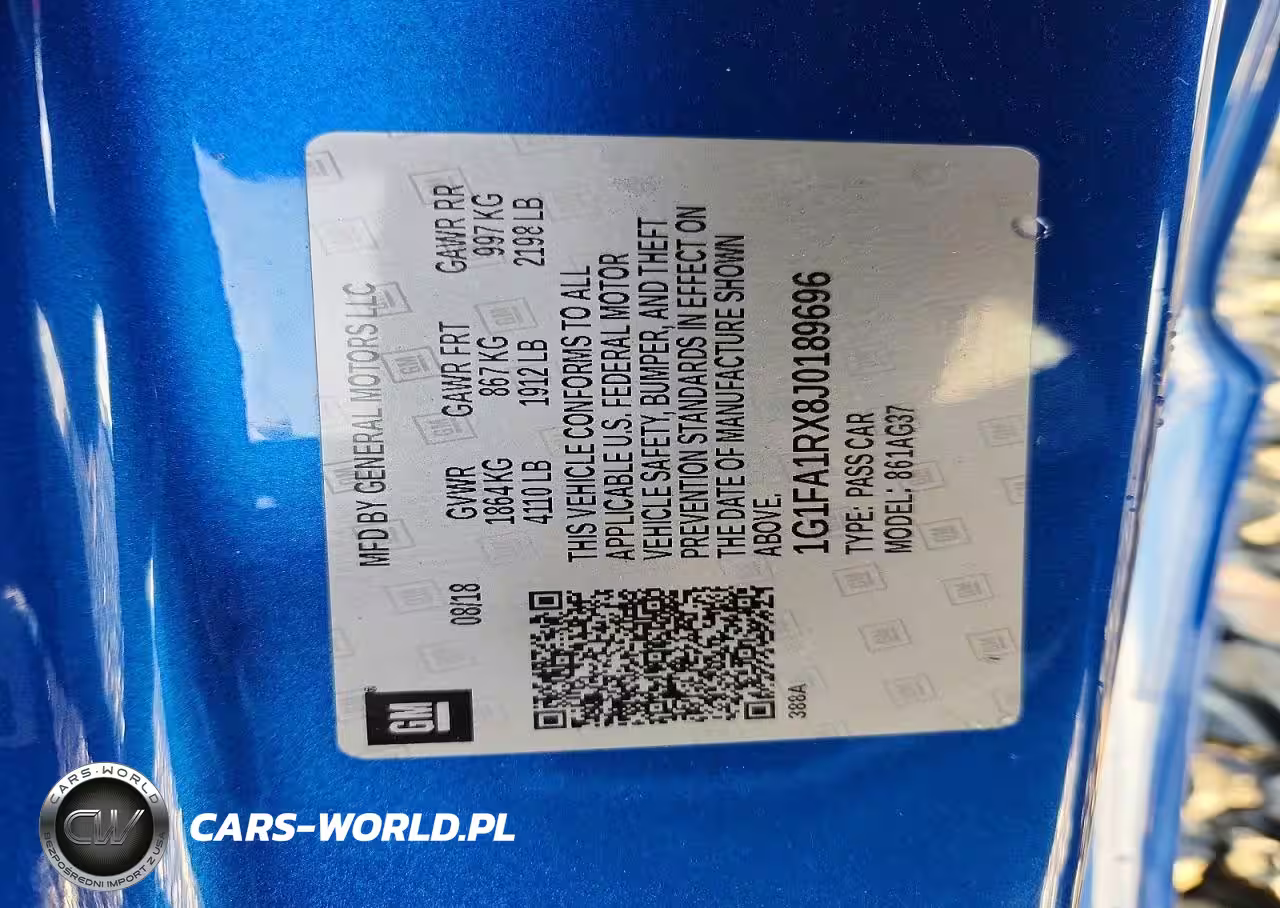 GM
MFD BY GENERAL MOTORS LLC
08/18
GVWR GAWR FRT GAWR RR
1864 KG 867 KG 997 KG
4110 LB 1912 LB 2198 LB
THIS VEHICLE CONFORMS TO ALL
APPLICABLE U.S. FEDERAL MOTOR
VEHICLE SAFETY, BUMPER, AND THEFT
PREVENTION STANDARDS IN EFFECT ON
THE DATE OF MANUFACTURE SHOWN
ABOVE.
388A
1G1FA1RX8J0189696
TYPE: PASS CAR
MODEL: 861AG37
CARS-WORLD
CW
BEZPOŚREDNI IMPORT Z USA
CARS-WORLD.PL